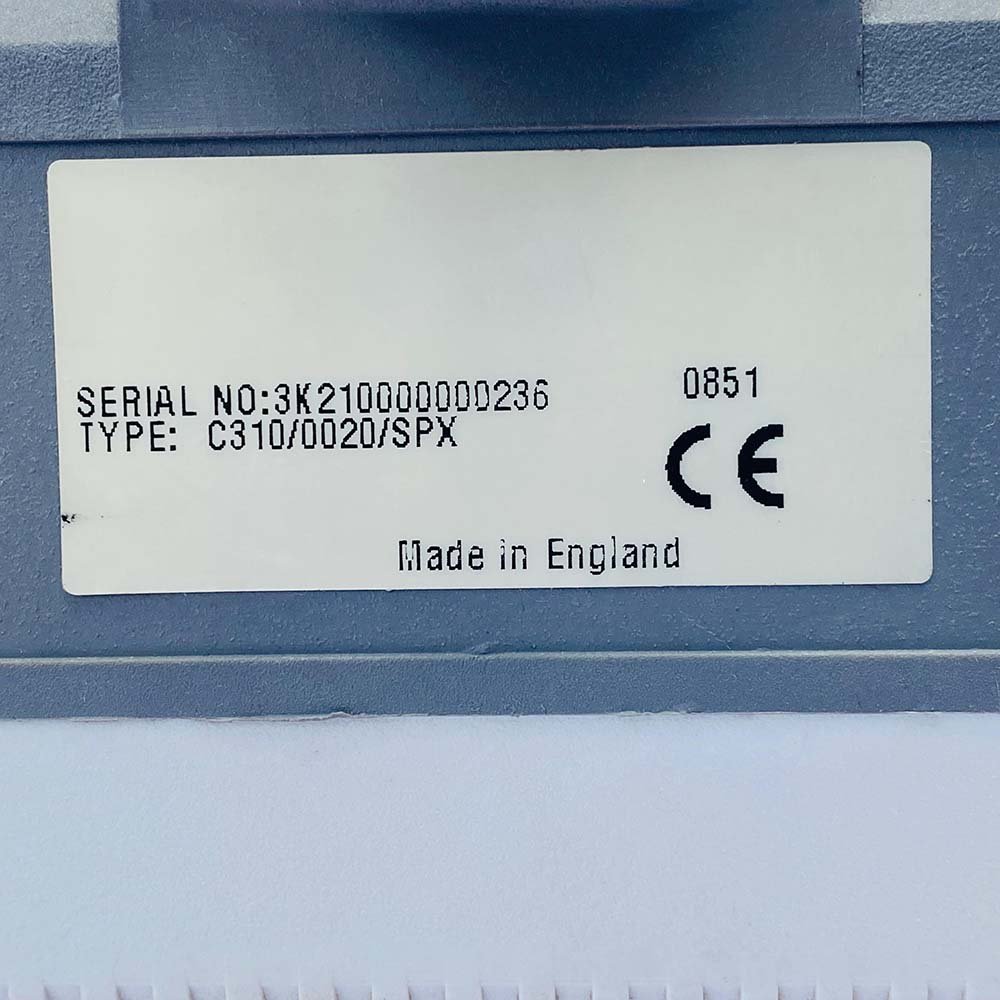 SERIAL NO:3K210000000236
TYPE: C310/0020/SPX
0851
CE
Made in England